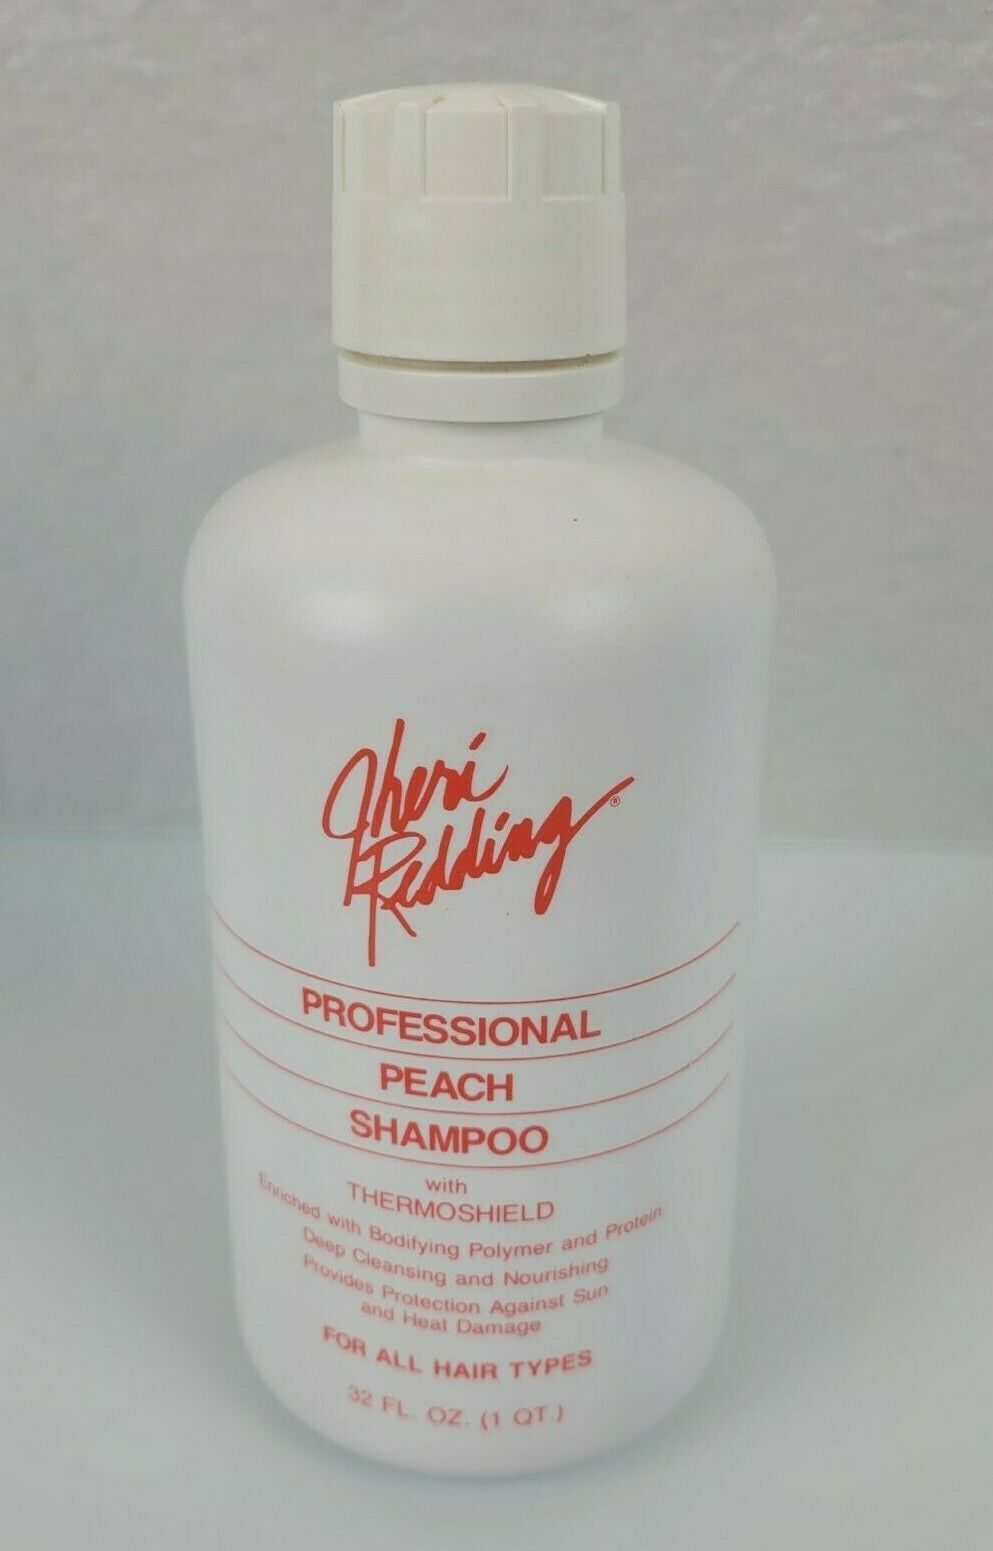 Jheri
Redding®
PROFESSIONAL
PEACH
SHAMPOO
with
THERMOSHIELD
Enriched with Bodifying Polymer and Protein
Deep Cleansing and Nourishing
Provides Protection Against Sun
and Heat Damage
FOR ALL HAIR TYPES
32 FL. OZ. (1 QT.)